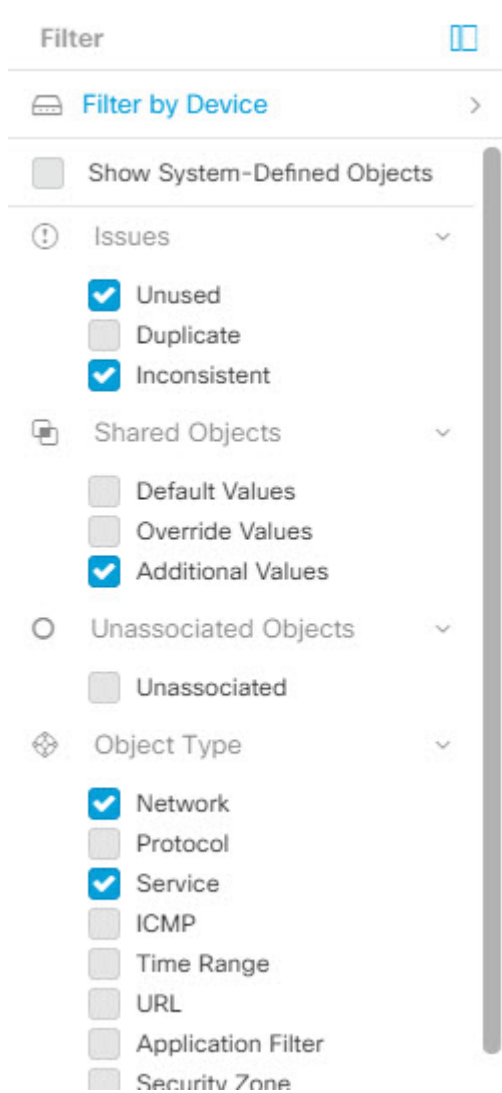 Filter
Filter by Device
Show System-Defined Objects
Issues
Unused
Duplicate
Inconsistent
Shared Objects
Default Values
Override Values
Additional Values
Unassociated Objects
Unassociated
Object Type
Network
Protocol
Service
ICMP
Time Range
URL
Application Filter
Security Zone